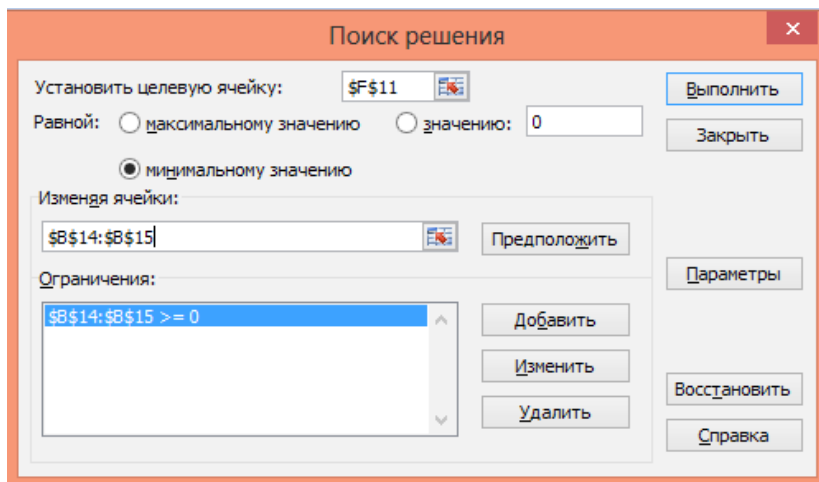 Поиск решения
Установить целевую ячейку: $F$11 Выполнить
Равной: максимальному значению значению: 0 Закрыть
минимальному значению
Изменяя ячейки:
$B$14:$B$15 Предположить
Ограничения: Параметры
$B$14:$B$15 >= 0 Добавить
Изменить
Восстановить
Удалить
Справка